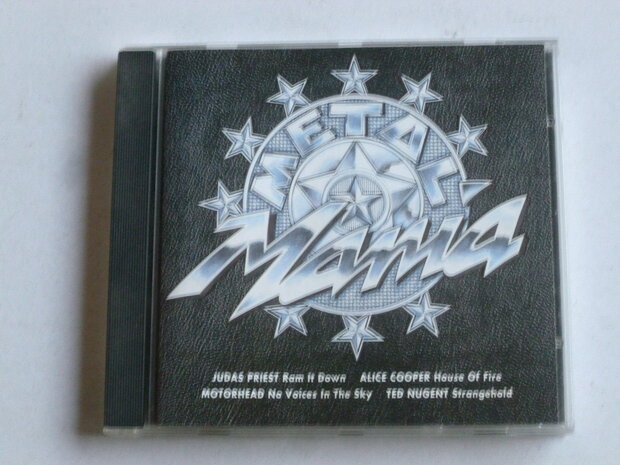 METAL
Mania
JUDAS PRIEST Ram It Down ALICE COOPER House Of Fire
MOTORHEAD No Voices In The Sky TED NUGENT Stranglehold